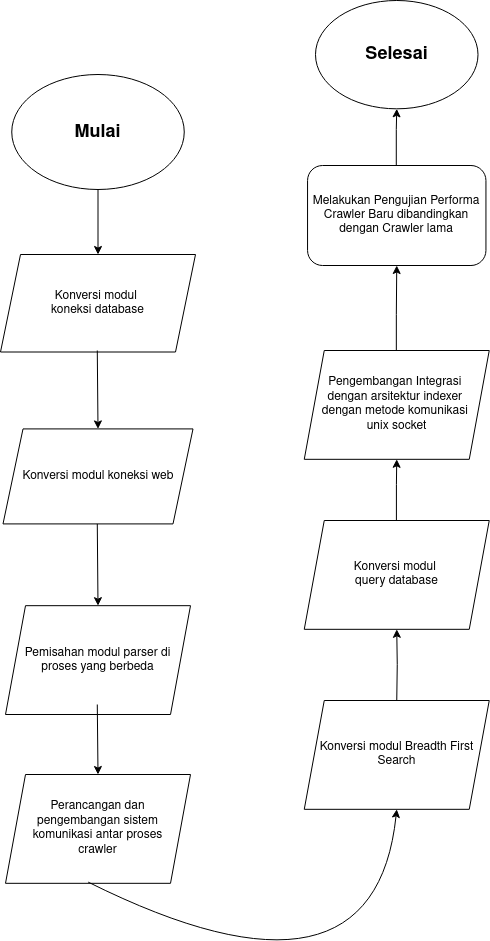 Mulai
Konversi modul
koneksi database
Konversi modul koneksi web
Pemisahan modul parser di
proses yang berbeda
Perancangan dan
pengembangan sistem
komunikasi antar proses
crawler
Konversi modul Breadth First
Search
Konversi modul
query database
Pengembangan Integrasi
dengan arsitektur indexer
dengan metode komunikasi
unix socket
Melakukan Pengujian Performa
Crawler Baru dibandingkan
dengan Crawler lama
Selesai